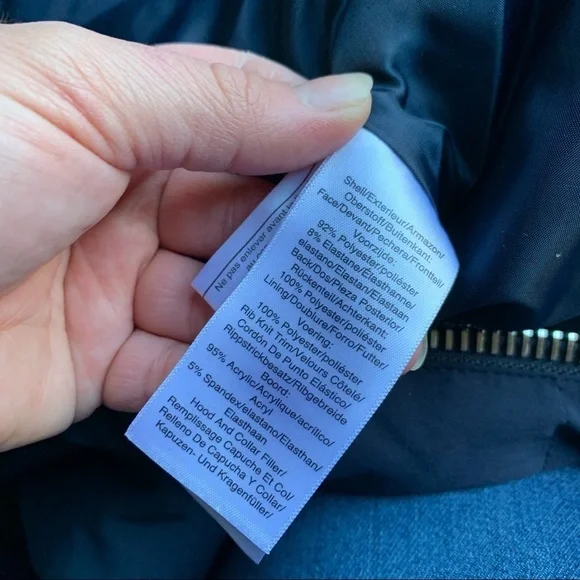 Shell/Exterieur/Armazon/
Oberstoff/Buitenkant:
Face/Devant/Pechera/Frontteil/
Voorzijde:
92% Polyester/poliéster
8% Elastane/Élasthanne/
elastano/Elastan/Elastaan
Back/Dos/Pieza Posterior/
Rückenteil/Achterkant:
100% Polyester/poliéster
Lining/Doublure/Forro/Futter/
Voering:
100% Polyester/poliéster
Rib Knit Trim/Velours Côtelé/
Cordón De Punto Elástico/
Rippstrickbesatz/Ribgebreide
Boord:
95% Acrylic/Acrylique/acrílico/
Acryl
5% Spandex/elastano/Elasthan/
Elasthaan
Hood And Collar Filler/
Remplissage Capuche Et Col/
Relleno De Capucha Y Collar/
Kapuzen- Und Kragenfüller/
Ne pas enlever avant